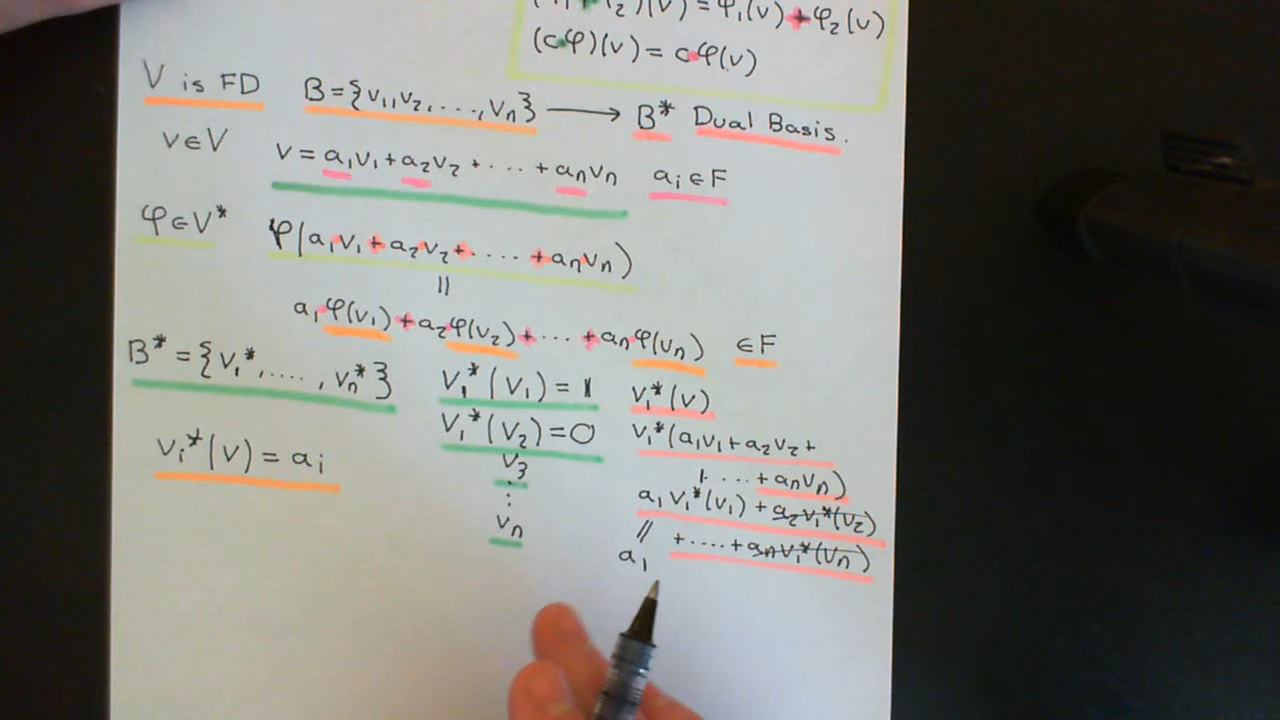 )(v) = φ₁(v) + φ₂(v)
(cφ)(v) = cφ(v)
V is FD B = {v₁, v₂, ...., vₙ} ⟶ B* Dual Basis.
v∈V v = a₁v₁ + a₂v₂ + ··· + aₙvₙ aᵢ ∈ F
φ∈V* φ(a₁v₁ + a₂v₂ + ···· + aₙvₙ)
||
a₁φ(v₁) + a₂φ(v₂) + ··· + aₙφ(vₙ) ∈ F
B* = {v₁*, ...., vₙ*} v₁*(v₁) = 1 v₁*(v)
v₁*(v₂) = 0 v₁*(a₁v₁ + a₂v₂ +
vᵢ*(v) = aᵢ v₃ ···· + aₙvₙ)
⋮ a₁v₁*(v₁) + a₂v₁*(v₂)
vₙ || + .... + aₙv₁*(vₙ)
a₁